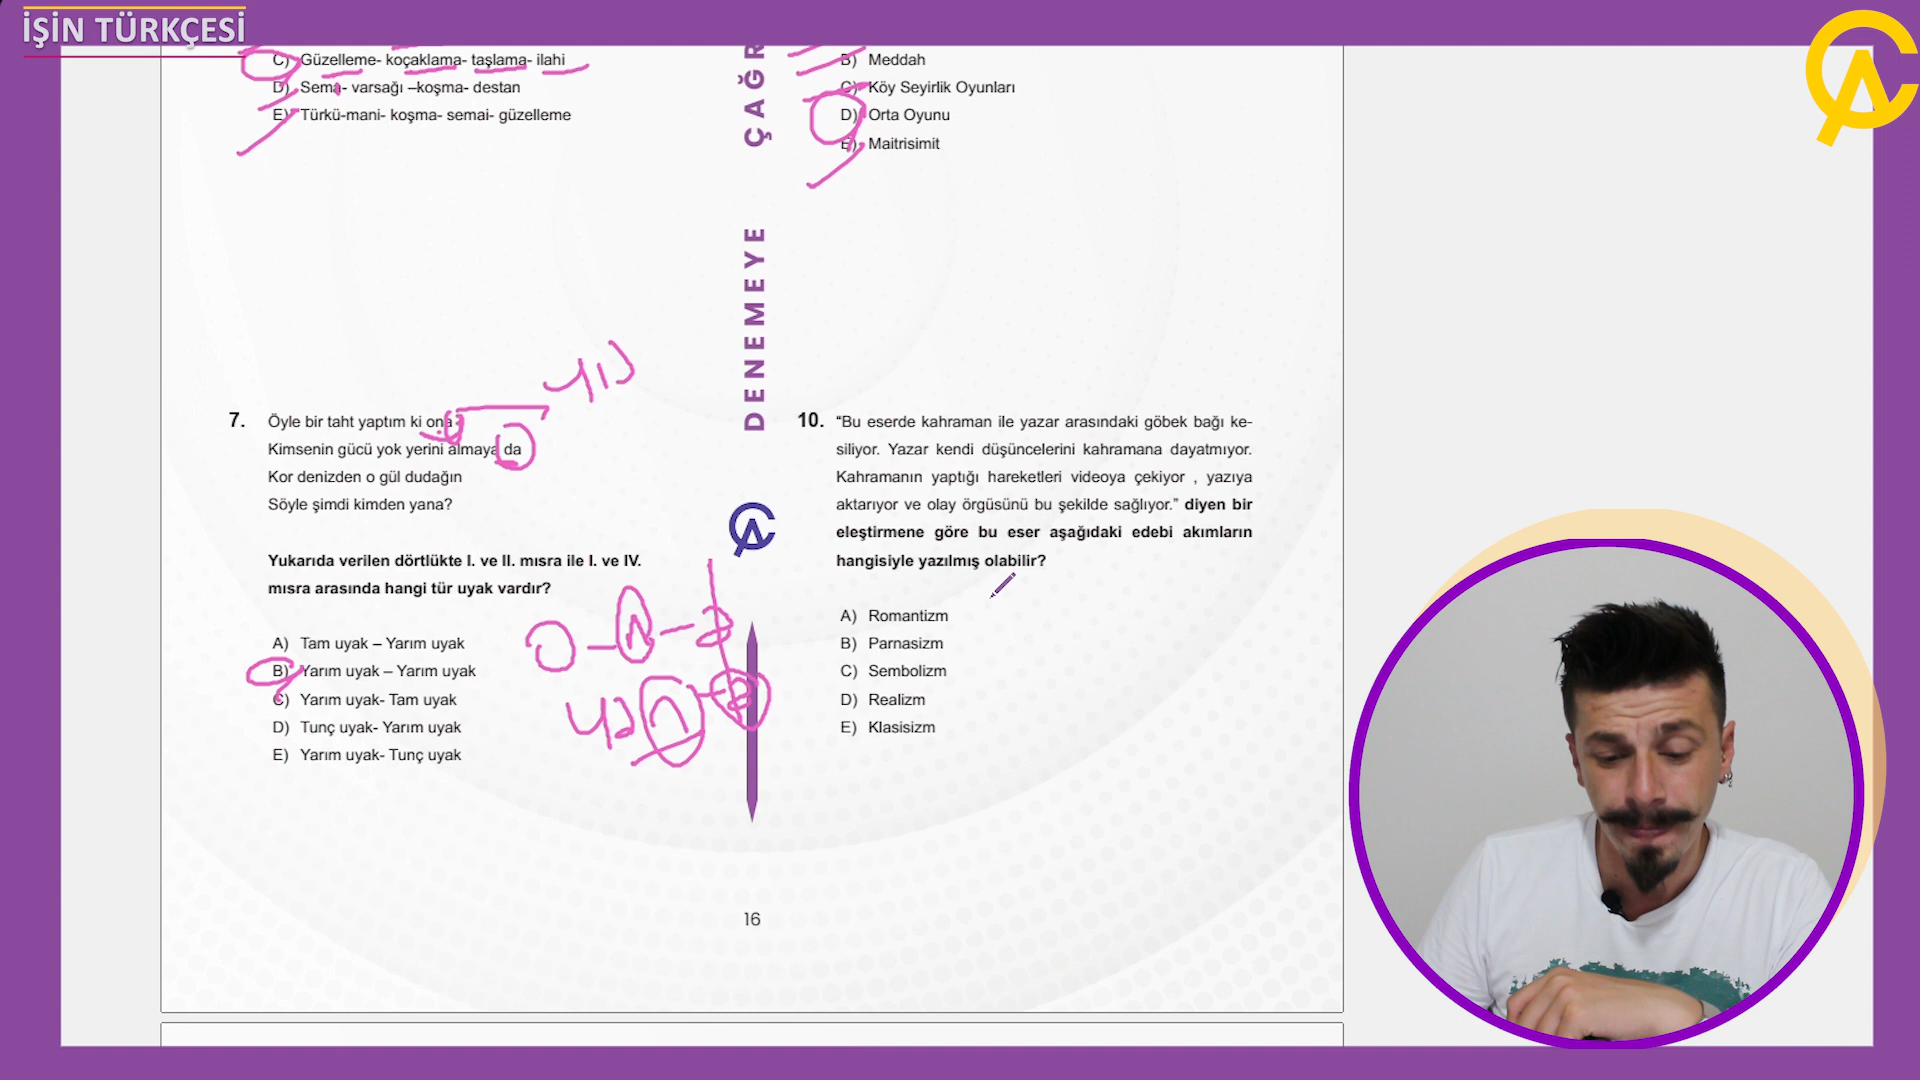 İŞİN TÜRKÇESİ
C) Güzelleme- koçaklama- taşlama- ilahi
D) Sema- varsağı –koşma- destan
E) Türkü-mani- koşma- semai- güzelleme
7. Öyle bir taht yaptım ki ona
Kimsenin gücü yok yerini almaya da
Kor denizden o gül dudağın
Söyle şimdi kimden yana?
Yukarıda verilen dörtlükte I. ve II. mısra ile I. ve IV.
mısra arasında hangi tür uyak vardır?
A) Tam uyak – Yarım uyak
B) Yarım uyak – Yarım uyak
C) Yarım uyak- Tam uyak
D) Tunç uyak- Yarım uyak
E) Yarım uyak- Tunç uyak
DENEMEYE ÇAĞR
B) Meddah
C) Köy Seyirlik Oyunları
D) Orta Oyunu
E) Maitrisimit
10. “Bu eserde kahraman ile yazar arasındaki göbek bağı ke-
siliyor. Yazar kendi düşüncelerini kahramana dayatmıyor.
Kahramanın yaptığı hareketleri videoya çekiyor , yazıya
aktarıyor ve olay örgüsünü bu şekilde sağlıyor.” diyen bir
eleştirmene göre bu eser aşağıdaki edebi akımların
hangisiyle yazılmış olabilir?
A) Romantizm
B) Parnasizm
C) Sembolizm
D) Realizm
E) Klasisizm
16